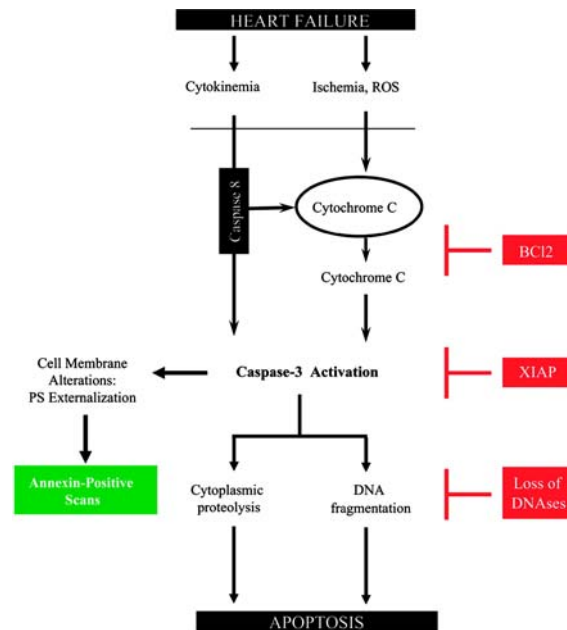 HEART FAILURE
Cytokinemia
Ischemia, ROS
Caspase 8
Cytochrome C
BCl2
Cytochrome C
Cell Membrane
Alterations:
PS Externalization
Caspase-3 Activation
XIAP
Annexin-Positive
Scans
Cytoplasmic
proteolysis
DNA
fragmentation
Loss of
DNAses
APOPTOSIS